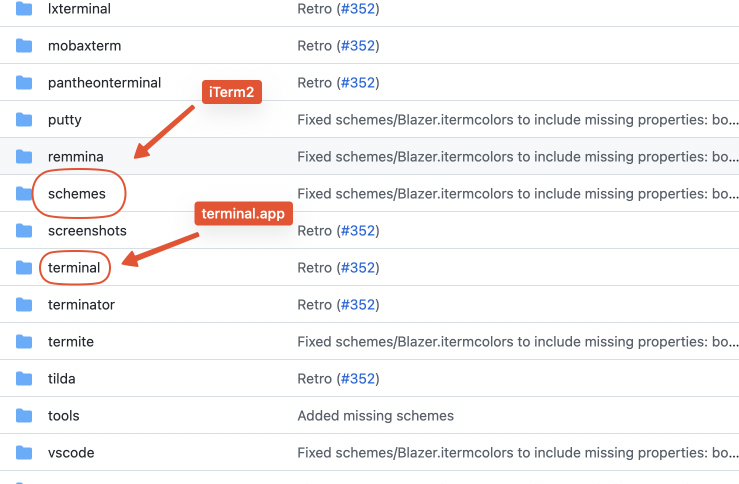 lxterminal Retro (#352)
mobaxterm Retro (#352)
pantheonterminal Retro (#352)
iTerm2
putty Fixed schemes/Blazer.itermcolors to include missing properties: bo...
remmina Fixed schemes/Blazer.itermcolors to include missing properties: bo...
schemes Fixed schemes/Blazer.itermcolors to include missing properties: bo...
terminal.app
screenshots Retro (#352)
terminal Retro (#352)
terminator Retro (#352)
termite Fixed schemes/Blazer.itermcolors to include missing properties: bo...
tilda Retro (#352)
tools Added missing schemes
vscode Fixed schemes/Blazer.itermcolors to include missing properties: bo...